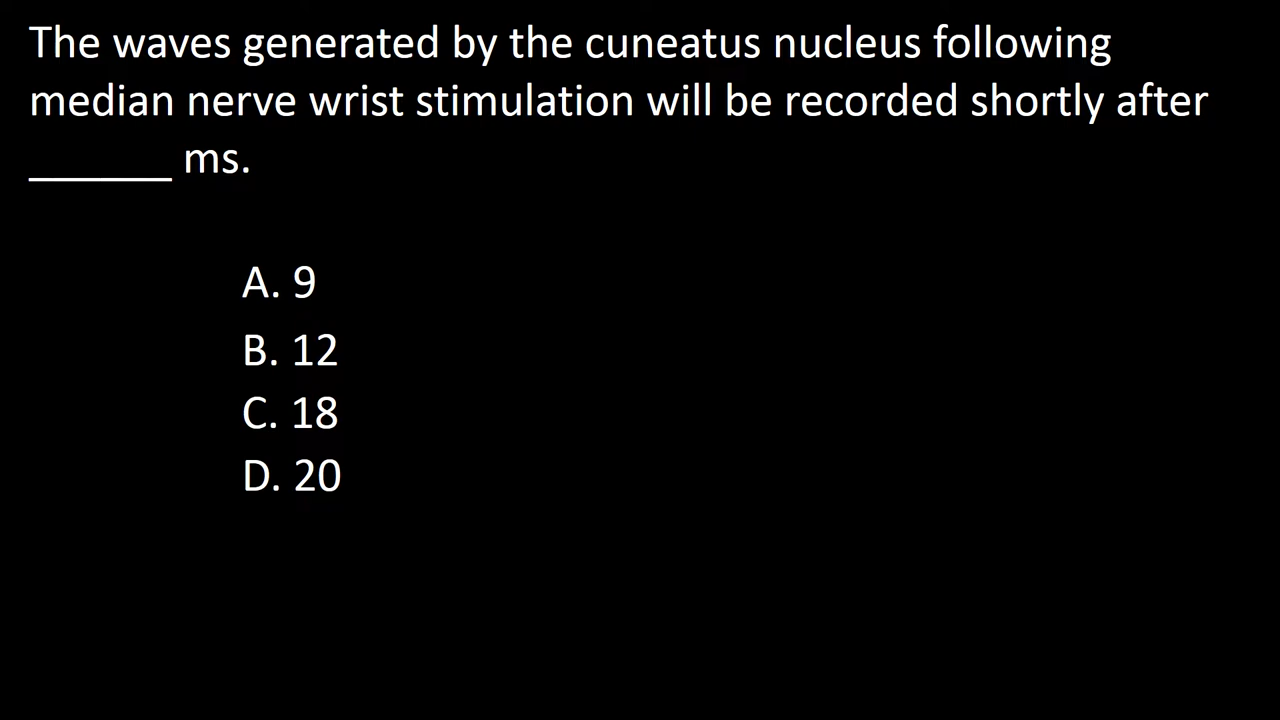 The waves generated by the cuneatus nucleus following
median nerve wrist stimulation will be recorded shortly after
______ ms.
A. 9
B. 12
C. 18
D. 20